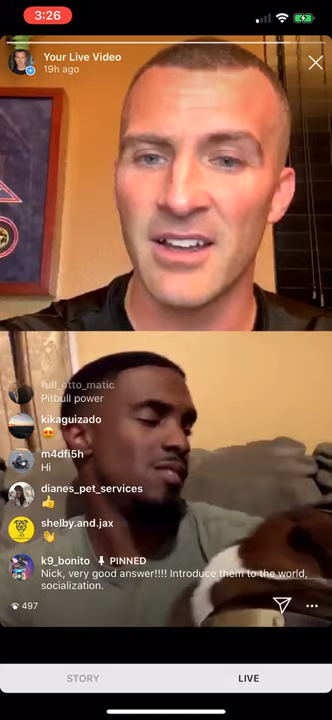 3:26
Your Live Video
19h ago
full_otto_matic
Pitbull power
kikaguizado
m4dfi5h
Hi
dianes_pet_services
shelby.and.jax
k9_bonito PINNED
Nick, very good answer!!!! Introduce them to the world,
socialization.
497
STORY LIVE